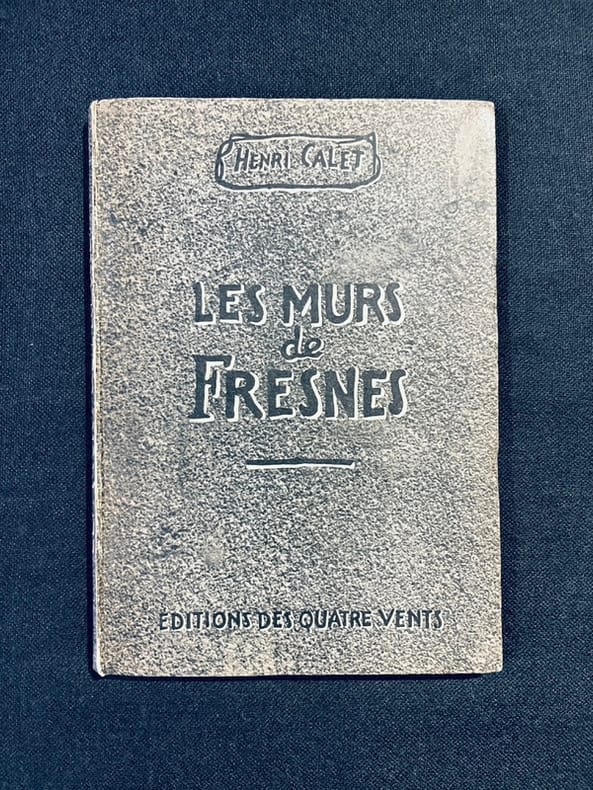 HENRI CALET
LES MURS
de
FRESNES
EDITIONS DES QUATRE VENTS